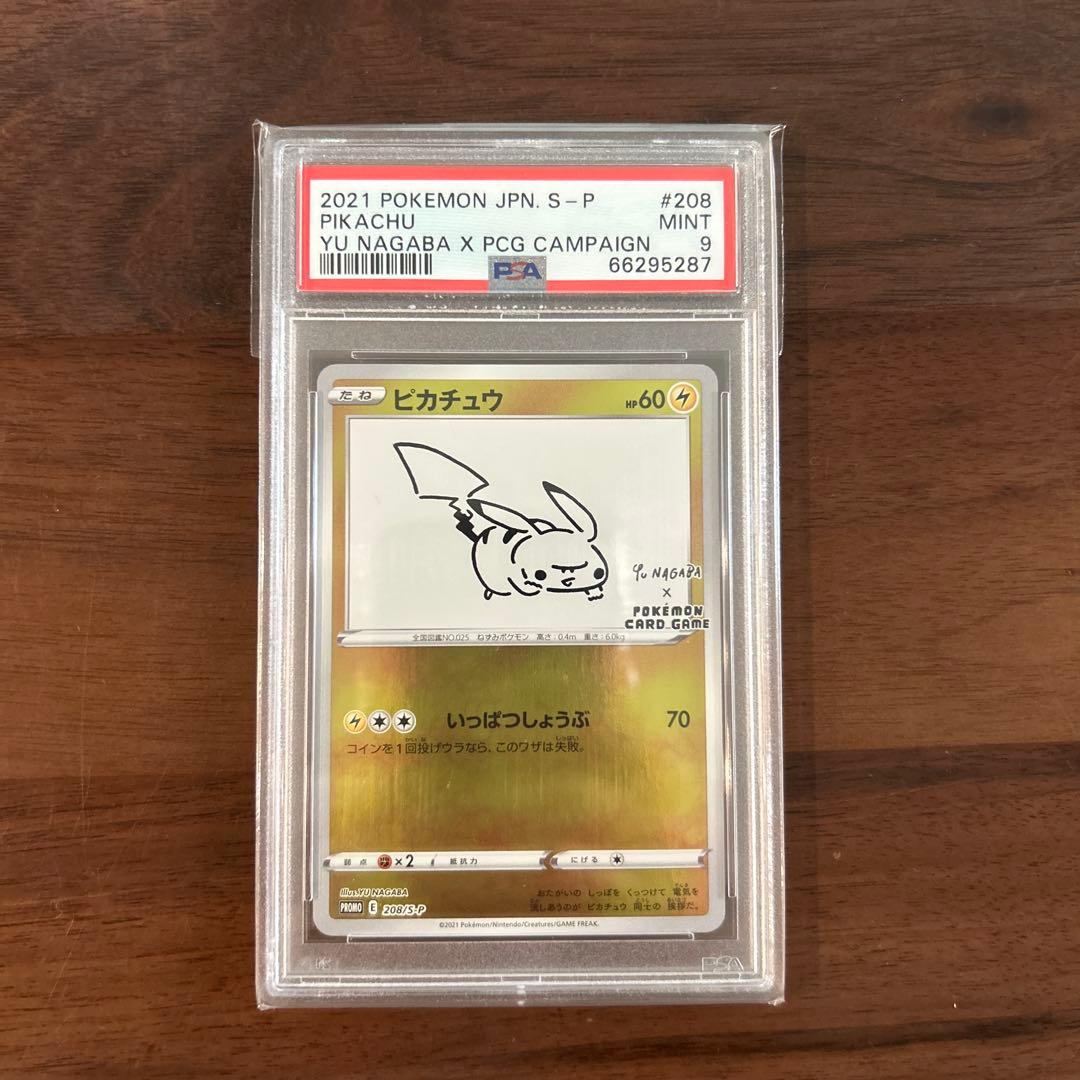 2021 POKEMON JPN. S-P #208
PIKACHU MINT
YU NAGABA X PCG CAMPAIGN 9
PSA 66295287
たね ピカチュウ HP60
Yu NAGABA
×
POKÉMON
CARD GAME
全国図鑑NO.025 ねずみポケモン 高さ:0.4m 重さ:6.0kg
いっぱつしょうぶ 70
コインを1回投げウラなら、このワザは失敗。
弱点 ×2 抵抗力 にげる
Illus. YU NAGABA
おたがいの しっぽを くっつけて 電気を
PROMO E 208/S-P
流しあうのが ピカチュウ 同士の 挨拶だ。
©2021 Pokémon/Nintendo/Creatures/GAME FREAK.
PSA